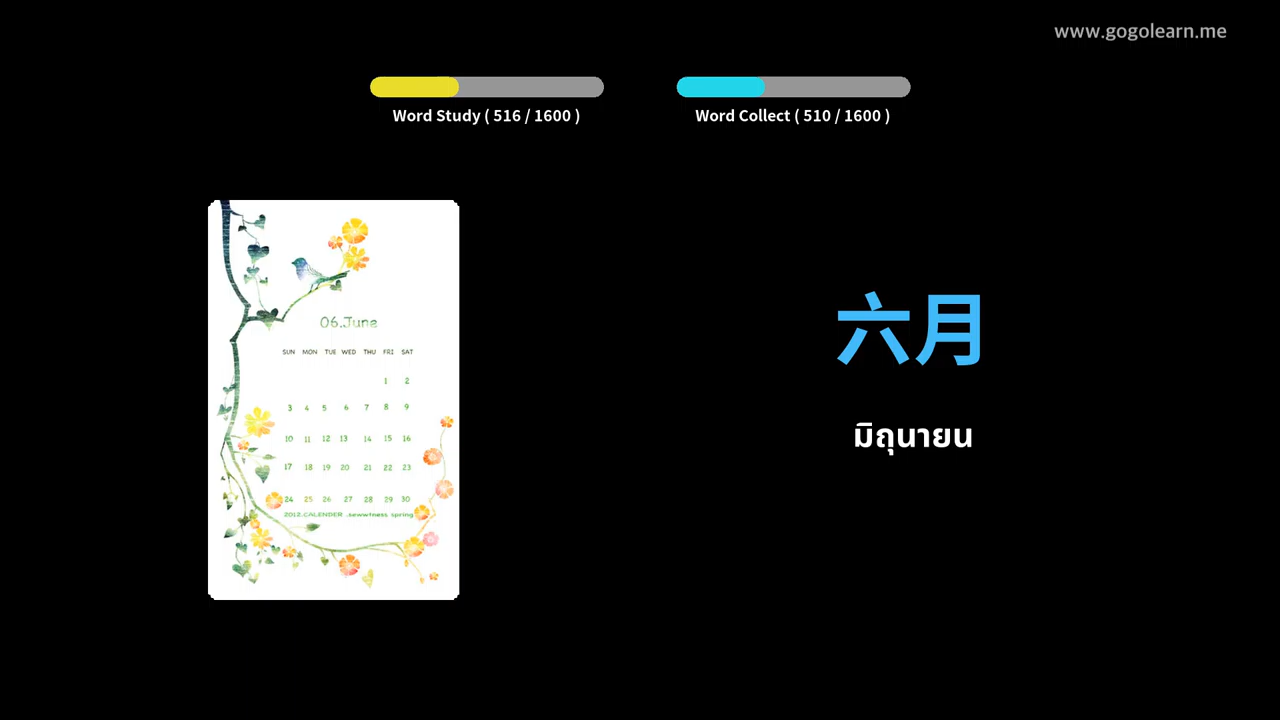 www.gogolearn.me
Word Study ( 516 / 1600 )
Word Collect ( 510 / 1600 )
06.June
SUN MON TUE WED THU FRI SAT
1 2
3 4 5 6 7 8 9
10 11 12 13 14 15 16
17 18 19 20 21 22 23
24 25 26 27 28 29 30
2012.CALENDER .sewwtness spring
六月
มิถุนายน